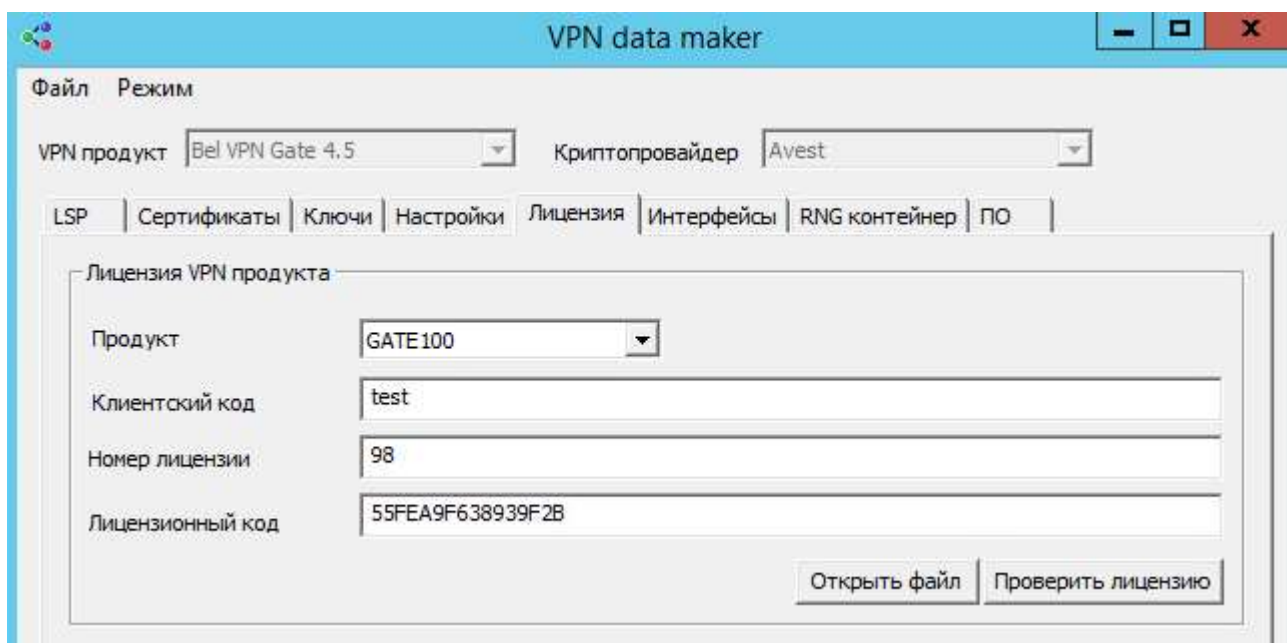 VPN data maker
Файл Режим
VPN продукт Bel VPN Gate 4.5 Криптопровайдер Avest
LSP Сертификаты Ключи Настройки Лицензия Интерфейсы RNG контейнер ПО
Лицензия VPN продукта
Продукт GATE100
Клиентский код test
Номер лицензии 98
Лицензионный код 55FEA9F638939F2B
Открыть файл Проверить лицензию